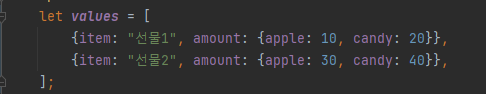 let values = [
{item: "선물1", amount: {apple: 10, candy: 20}},
{item: "선물2", amount: {apple: 30, candy: 40}},
];